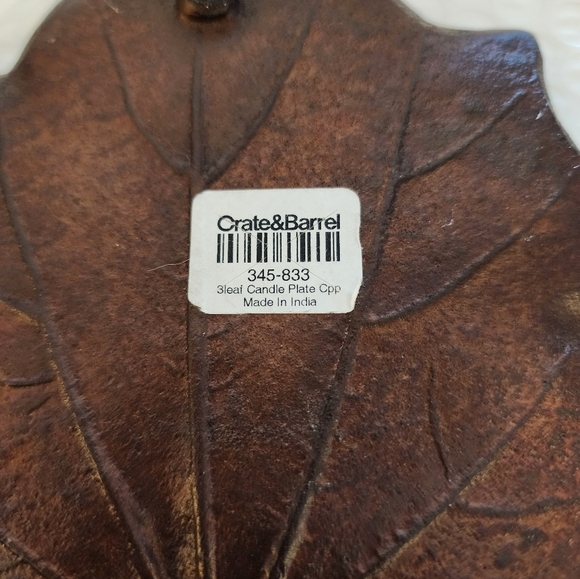 Crate&Barrel
345-833
3leaf Candle Plate Cpp
Made In India